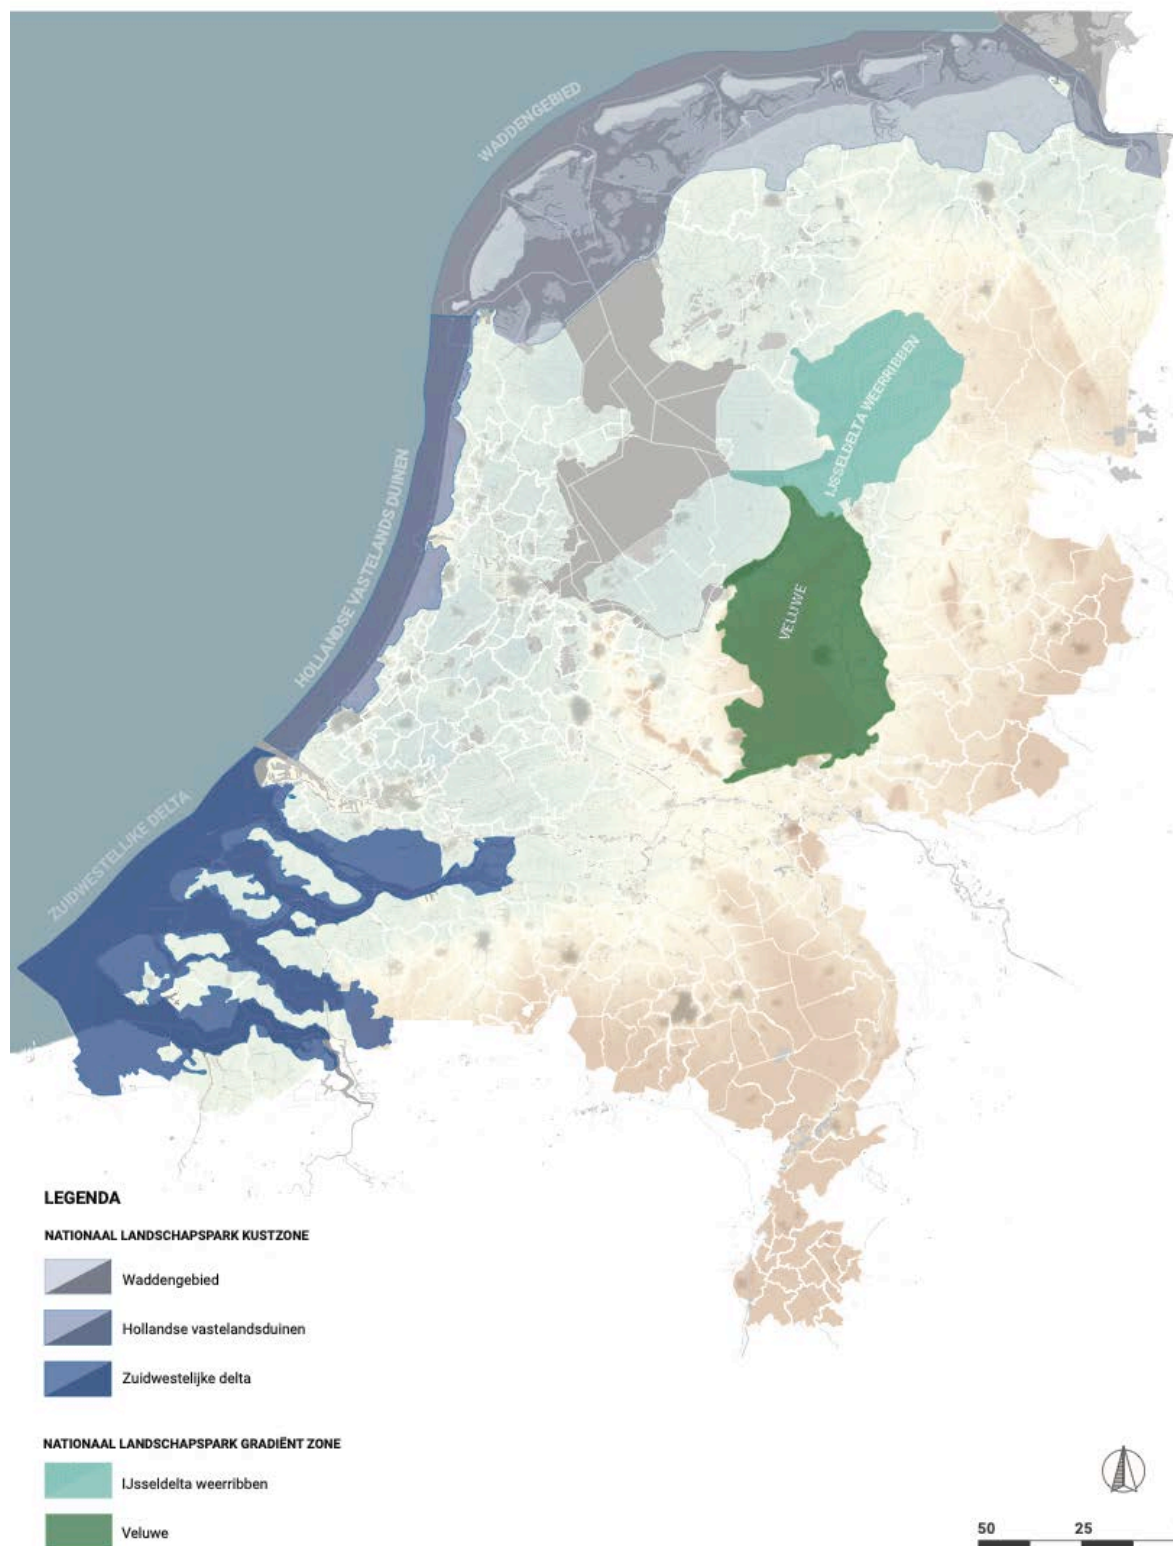 WADDENGEBIED
IJSSELDELTA WEERRIBBEN
HOLLANDSE VASTELANDS DUINEN
VELUWE
ZUIDWESTELLIJKE DELTA
LEGENDA
NATIONAAL LANDSCHAPSPARK KUSTZONE
Waddengebied
Hollandse vastelandsduinen
Zuidwestelijke delta
NATIONAAL LANDSCHAPSPARK GRADIËNT ZONE
IJsseldelta weerribben
Veluwe
50 25